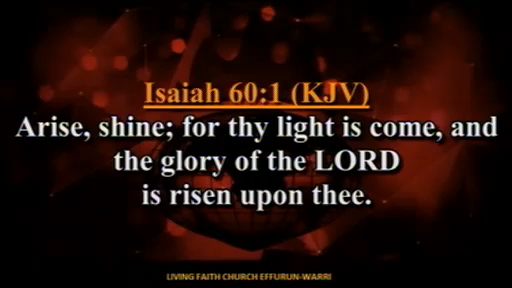 Isaiah 60:1 (KJV)
Arise, shine; for thy light is come, and
the glory of the LORD
is risen upon thee.
LIVING FAITH CHURCH EFFURUN-WARRI